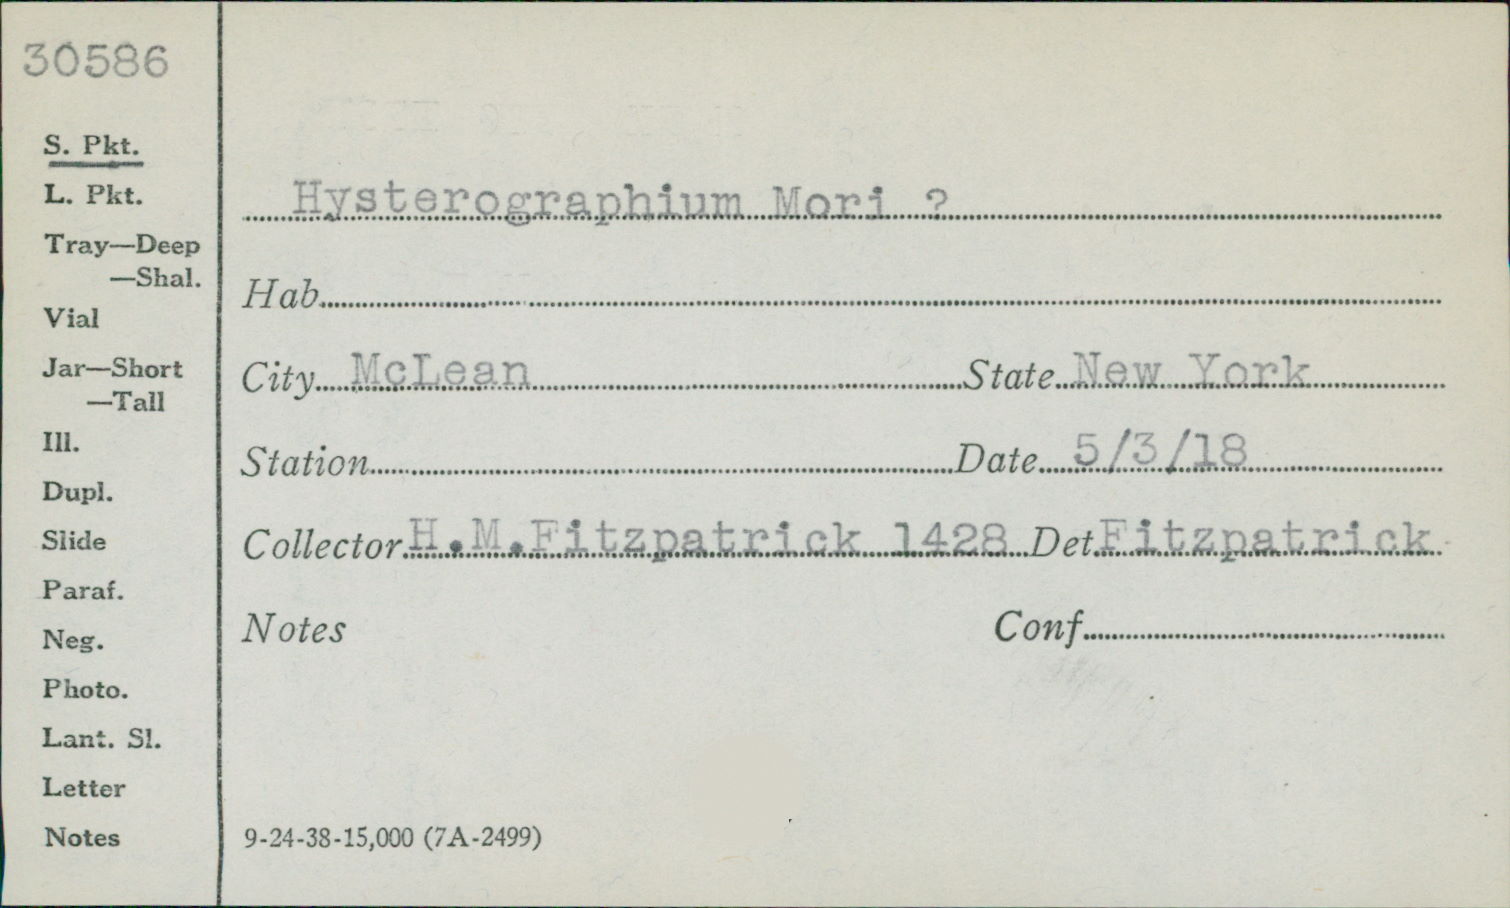 30586
S. Pkt.
L. Pkt.
Tray—Deep
—Shal.
Vial
Jar—Short
—Tall
Ill.
Dupl.
Slide
Paraf.
Neg.
Photo.
Lant. Sl.
Letter
Notes
Hysterographium Mori ?
Hab.
City McLean State New York
Station Date 5/3/18
Collector H.M.Fitzpatrick 1428 Det. Fitzpatrick
Notes Conf.
9-24-38-15,000 (7A-2499)